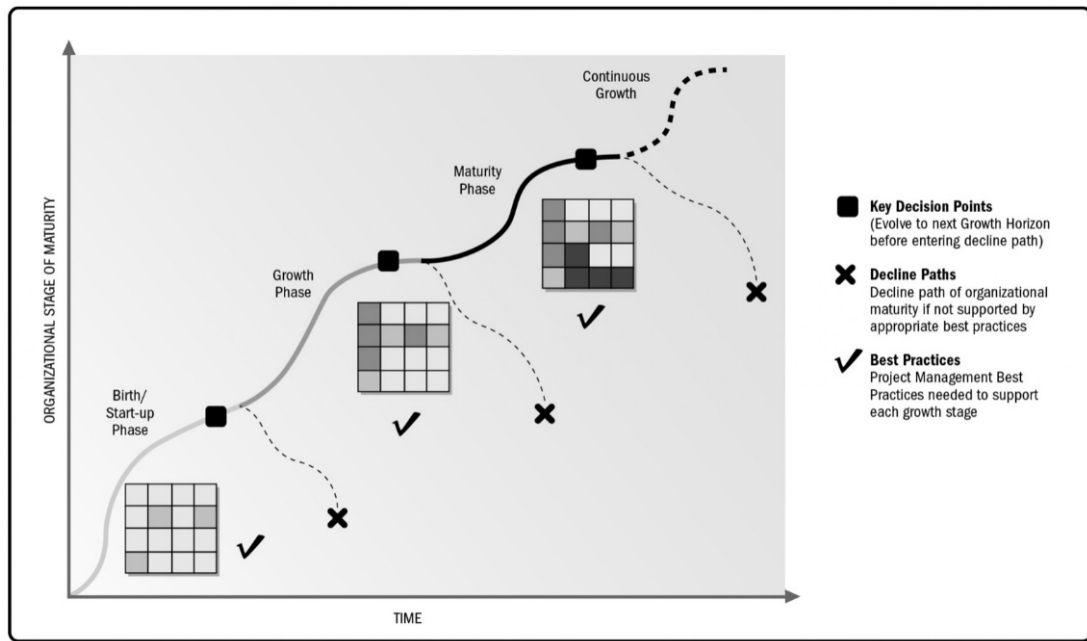 Continuous
Growth
Maturity
Phase
Growth
Phase
Birth/
Start-up
Phase
ORGANIZATIONAL STAGE OF MATURITY
TIME
Key Decision Points
(Evolve to next Growth Horizon
before entering decline path)
Decline Paths
Decline path of organizational
maturity if not supported by
appropriate best practices
Best Practices
Project Management Best
Practices needed to support
each growth stage